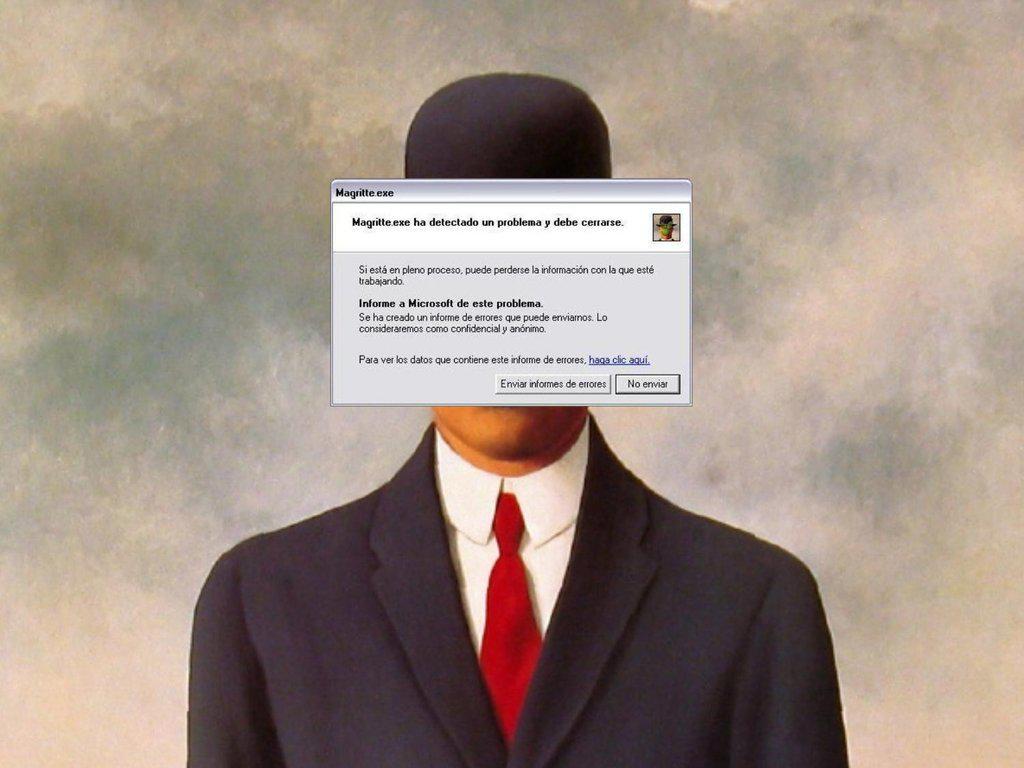 Magritte.exe
Magritte.exe ha detectado un problema y debe cerrarse.
Si está en pleno proceso, puede perderse la información con la que esté
trabajando.
Informe a Microsoft de este problema.
Se ha creado un informe de errores que puede enviarnos. Lo
consideraremos como confidencial y anónimo.
Para ver los datos que contiene este informe de errores, haga clic aquí.
Enviar informes de errores No enviar